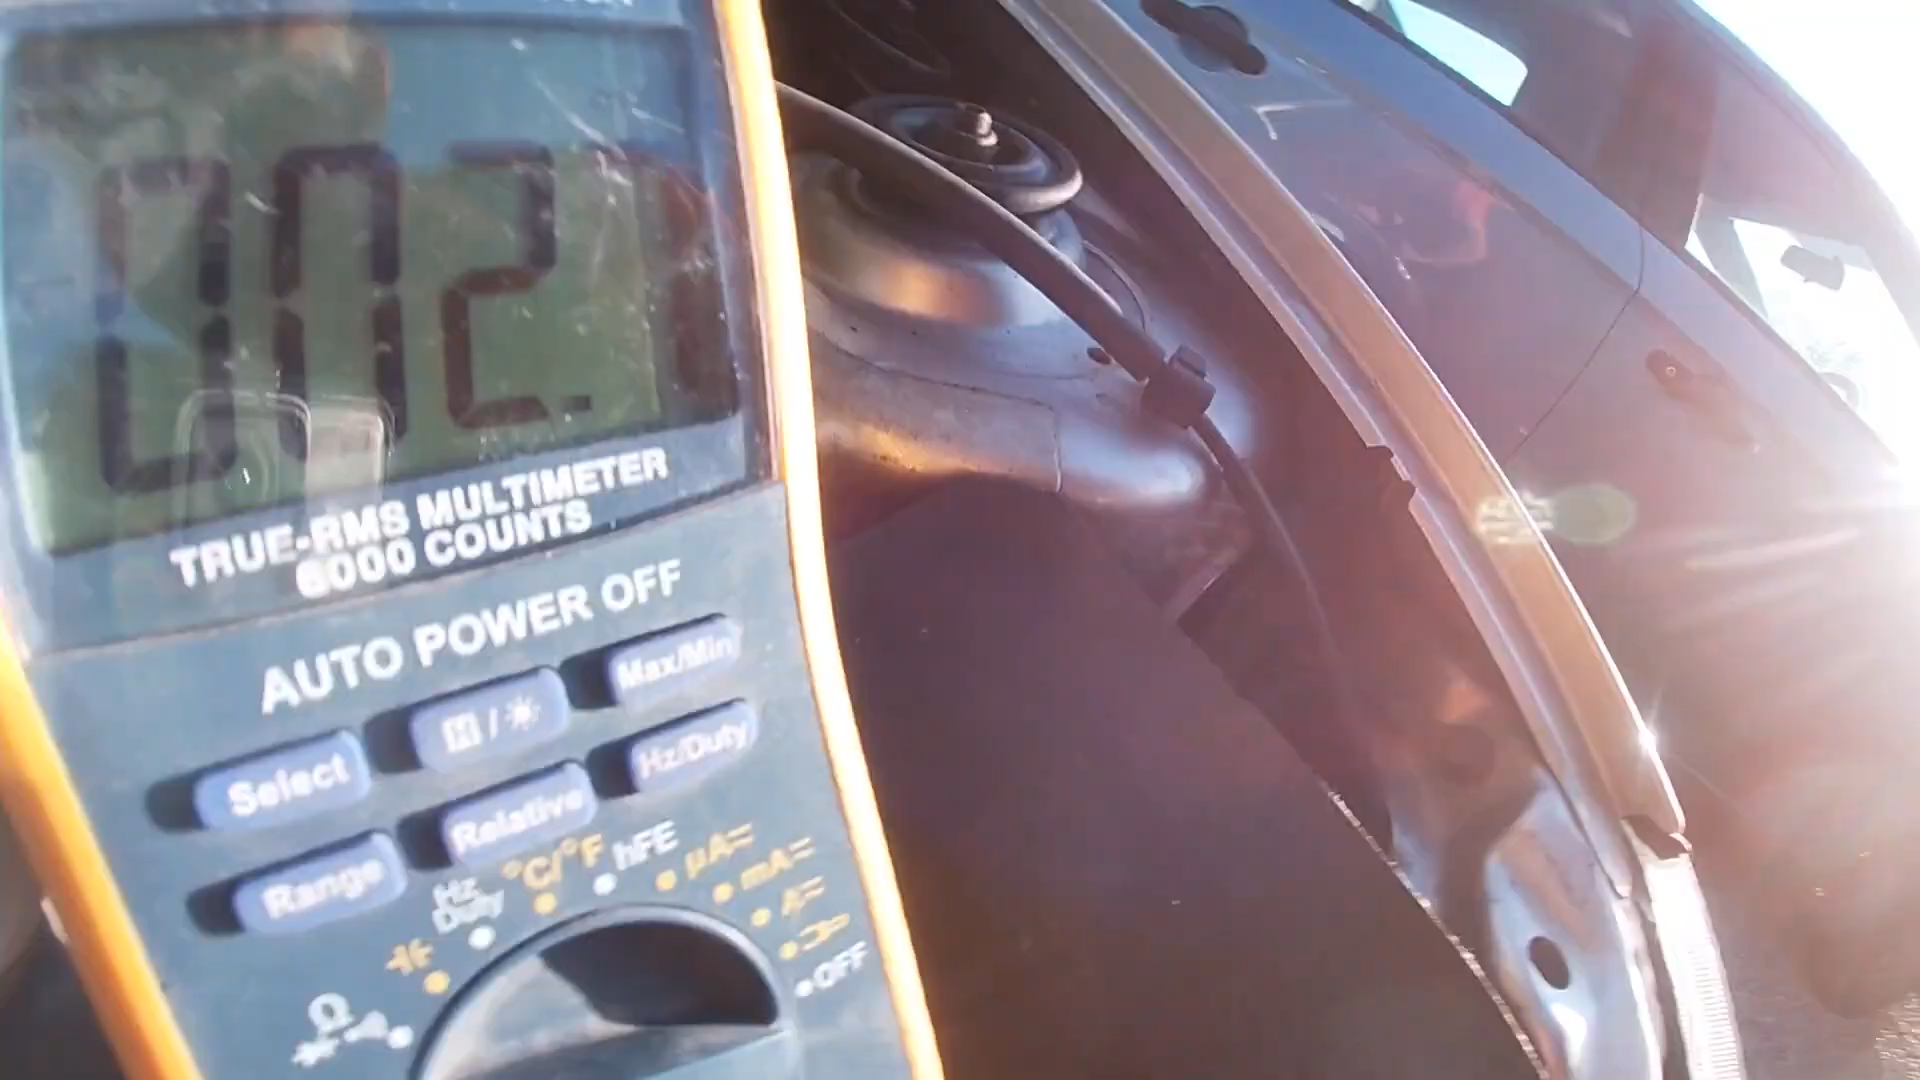 TRUE-RMS MULTIMETER
6000 COUNTS
AUTO POWER OFF
Select
H / ☀
Max/Min
Range
Relative
Hz/Duty
Hz
Duty
°C/°F
hFE
μA
mA
A
OFF
Ω